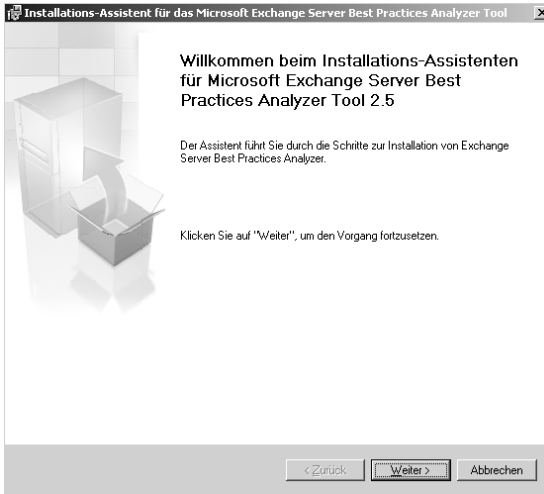 Installations-Assistent für das Microsoft Exchange Server Best Practices Analyzer Tool
Willkommen beim Installations-Assistenten
für Microsoft Exchange Server Best
Practices Analyzer Tool 2.5
Der Assistent führt Sie durch die Schritte zur Installation von Exchange
Server Best Practices Analyzer.
Klicken Sie auf "Weiter", um den Vorgang fortzusetzen.
< Zurück
Weiter >
Abbrechen